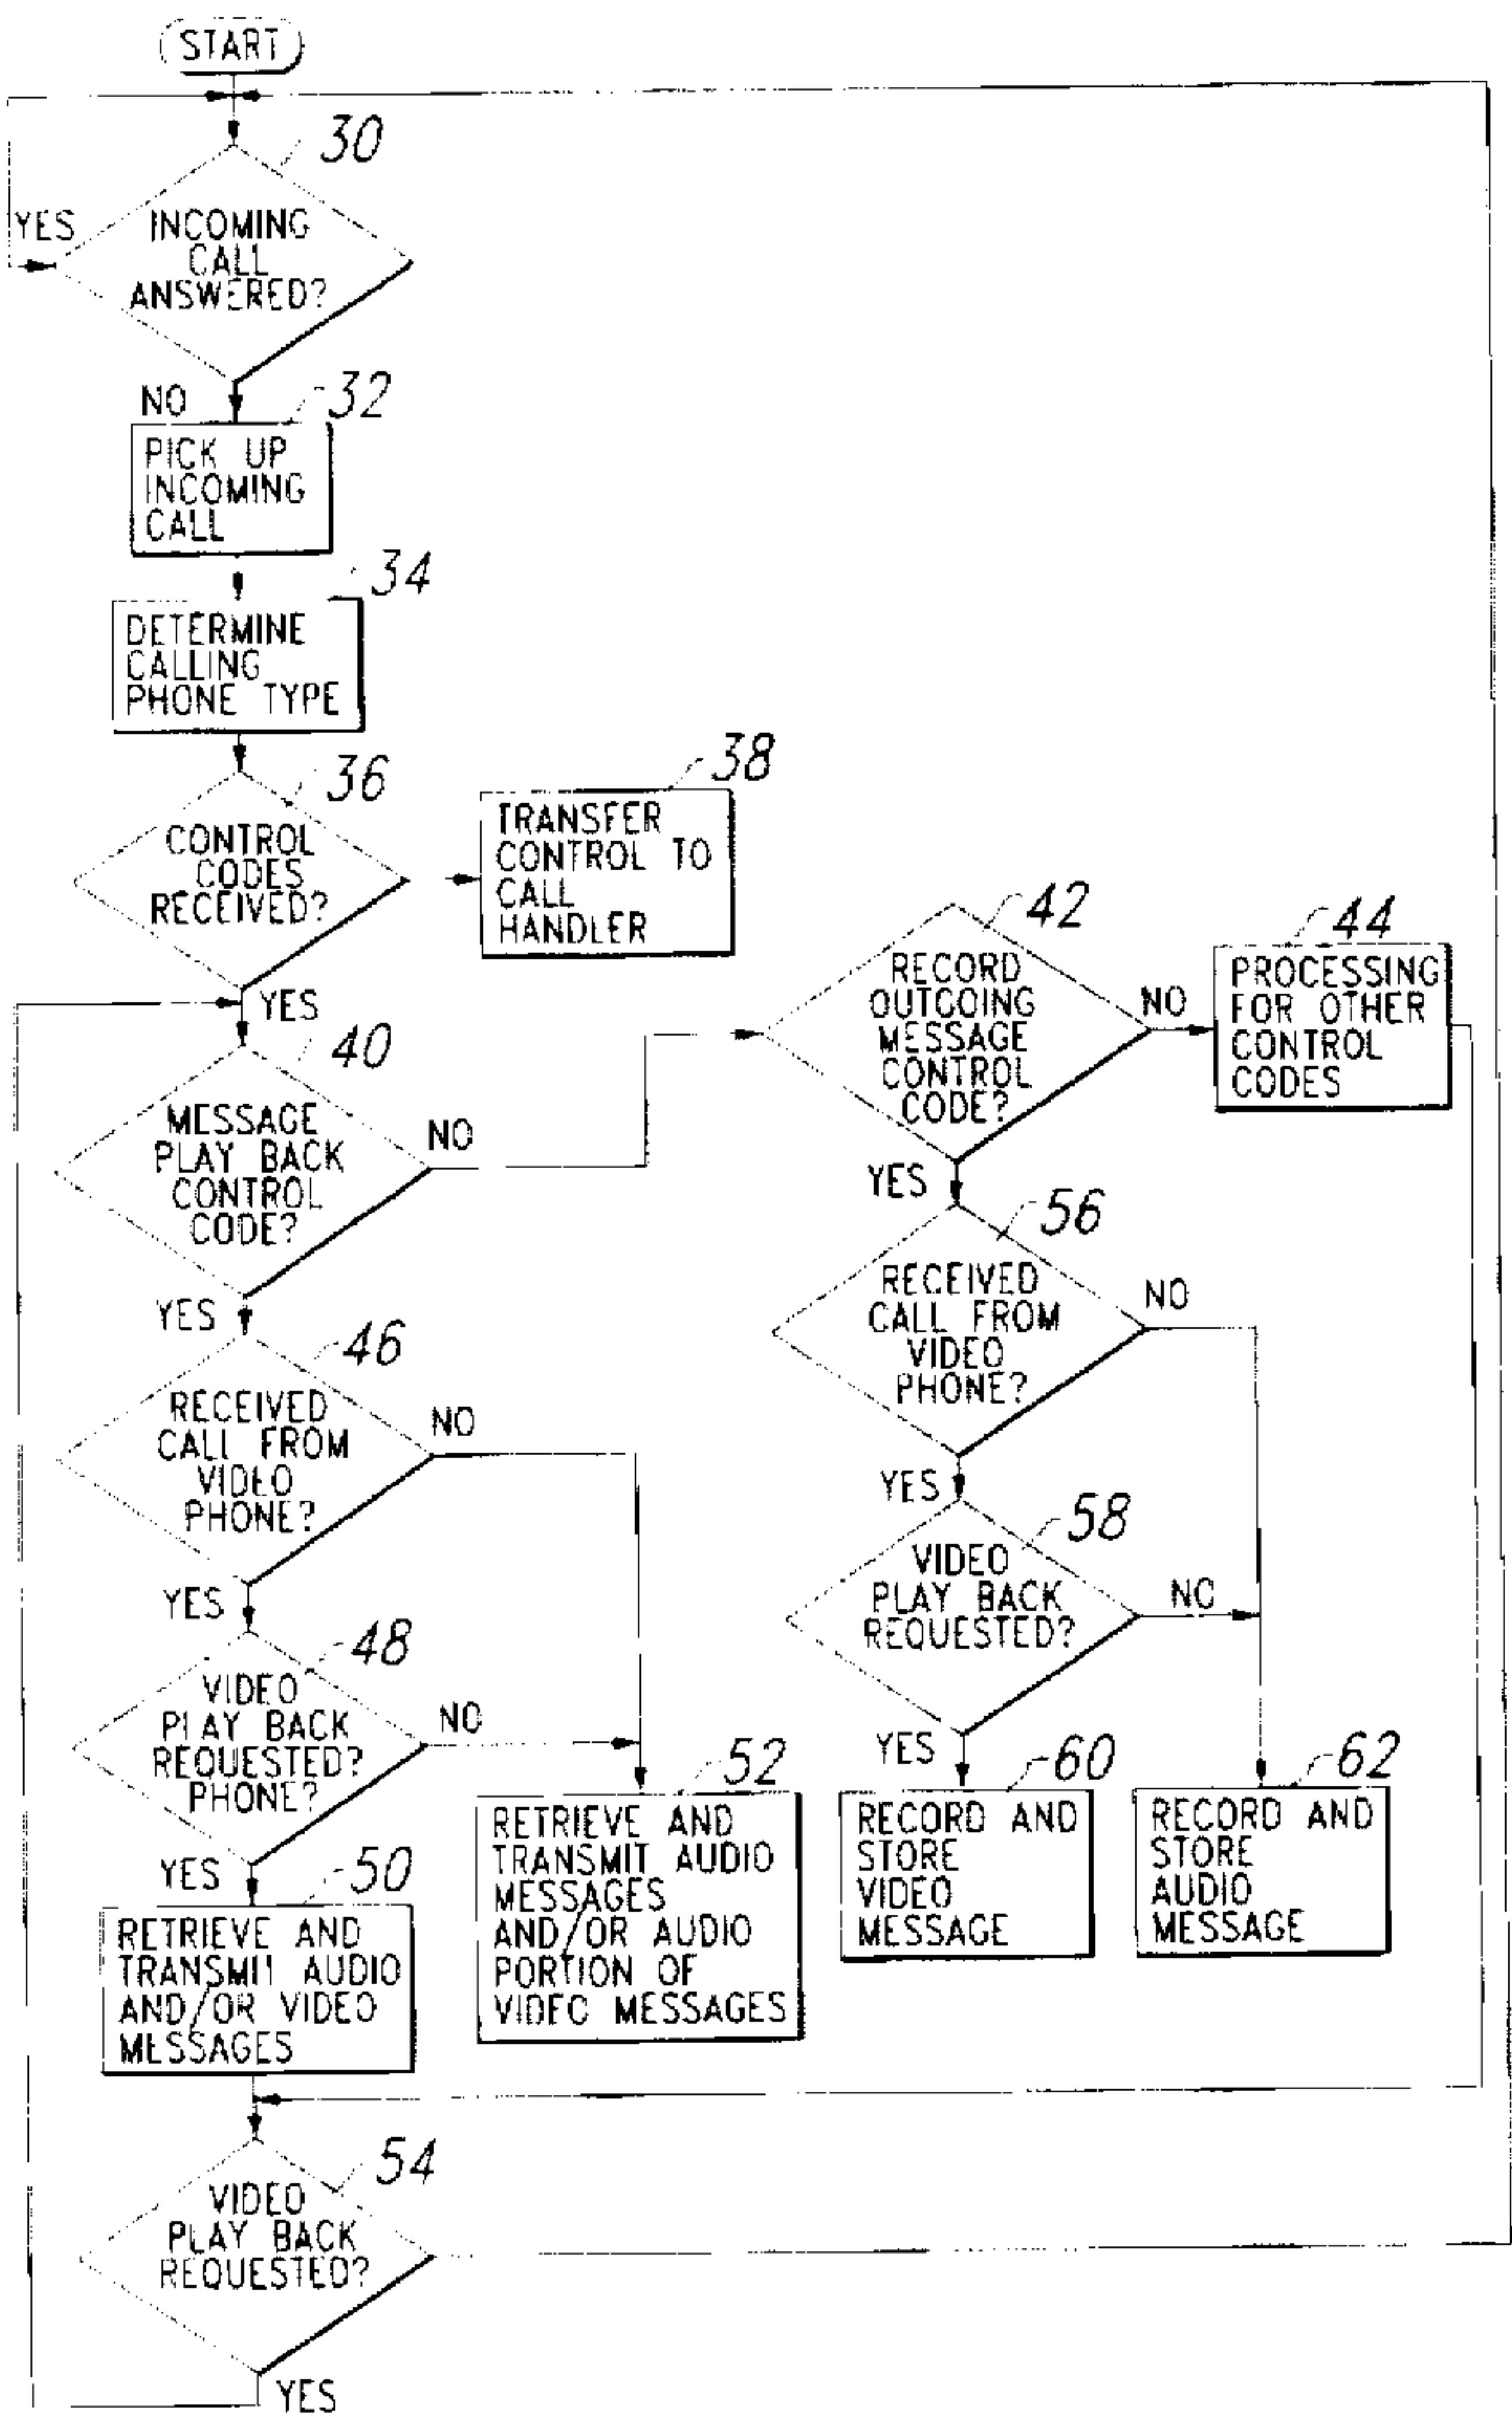 START
30
YES
INCOMING
CALL
ANSWERED?
NO
32
PICK UP
INCOMING
CALL
34
DETERMINE
CALLING
PHONE TYPE
36
CONTROL
CODES
RECEIVED?
YES
38
TRANSFER
CONTROL TO
CALL
HANDLER
40
MESSAGE
PLAY BACK
CONTROL
CODE?
NO
YES
42
RECORD
OUTGOING
MESSAGE
CONTROL
CODE?
NO
YES
44
PROCESSING
FOR OTHER
CONTROL
CODES
46
RECEIVED
CALL FROM
VIDEO
PHONE?
NO
YES
48
VIDEO
PLAY BACK
REQUESTED?
PHONE?
NO
YES
50
RETRIEVE AND
TRANSMIT AUDIO
AND/OR VIDEO
MESSAGES
52
RETRIEVE AND
TRANSMIT AUDIO
MESSAGES
AND/OR AUDIO
PORTION OF
VIDEO MESSAGES
56
RECEIVED
CALL FROM
VIDEO
PHONE?
NO
YES
58
VIDEO
PLAY BACK
REQUESTED?
NO
YES
60
RECORD AND
STORE
VIDEO
MESSAGE
62
RECORD AND
STORE
AUDIO
MESSAGE
54
VIDEO
PLAY BACK
REQUESTED?
YES